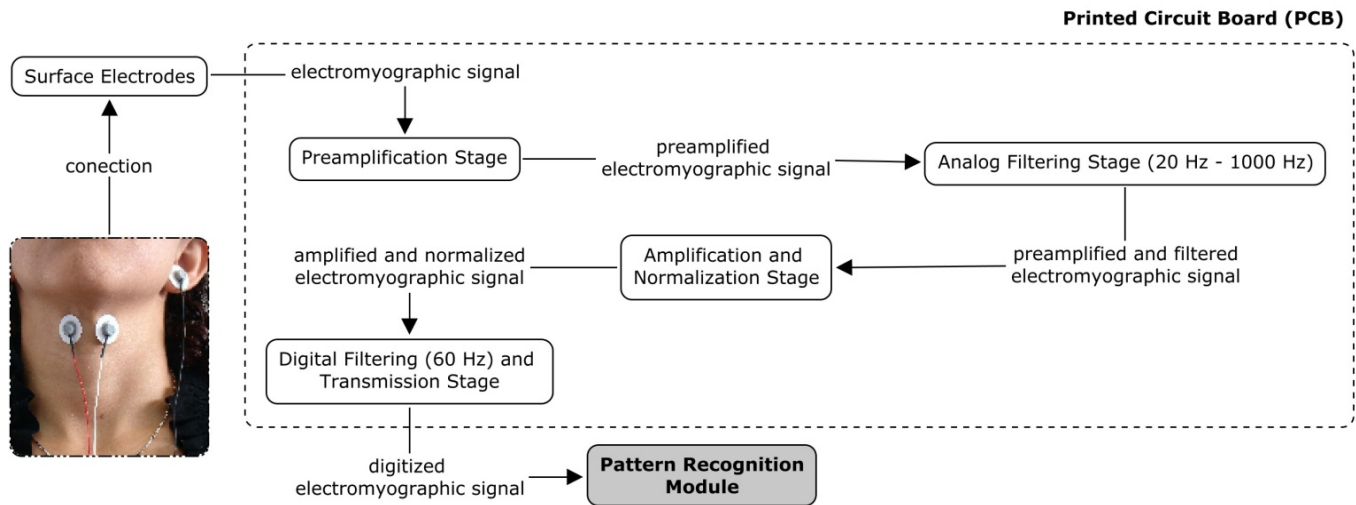 Printed Circuit Board (PCB)
Surface Electrodes
electromyographic signal
conection
Preamplification Stage
preamplified
electromyographic signal
Analog Filtering Stage (20 Hz - 1000 Hz)
preamplified and filtered
electromyographic signal
Amplification and
Normalization Stage
amplified and normalized
electromyographic signal
Digital Filtering (60 Hz) and
Transmission Stage
digitized
electromyographic signal
Pattern Recognition
Module